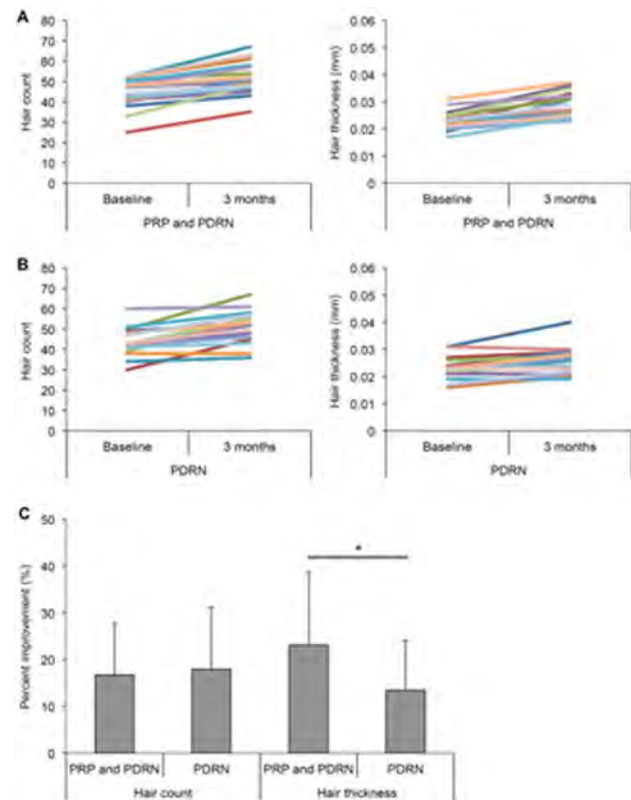 A
Hair count
80
70
60
50
40
30
20
10
0
Baseline
3 months
PRP and PDRN
Hair thickness (mm)
0.06
0.05
0.04
0.03
0.02
0.01
0
Baseline
3 months
PRP and PDRN
B
Hair count
80
70
60
50
40
30
20
10
0
Baseline
3 months
PDRN
Hair thickness (mm)
0.06
0.05
0.04
0.03
0.02
0.01
0
Baseline
3 months
PDRN
C
Percent improvement (%)
50
40
30
20
10
0
*
PRP and PDRN
PDRN
PRP and PDRN
PDRN
Hair count
Hair thickness